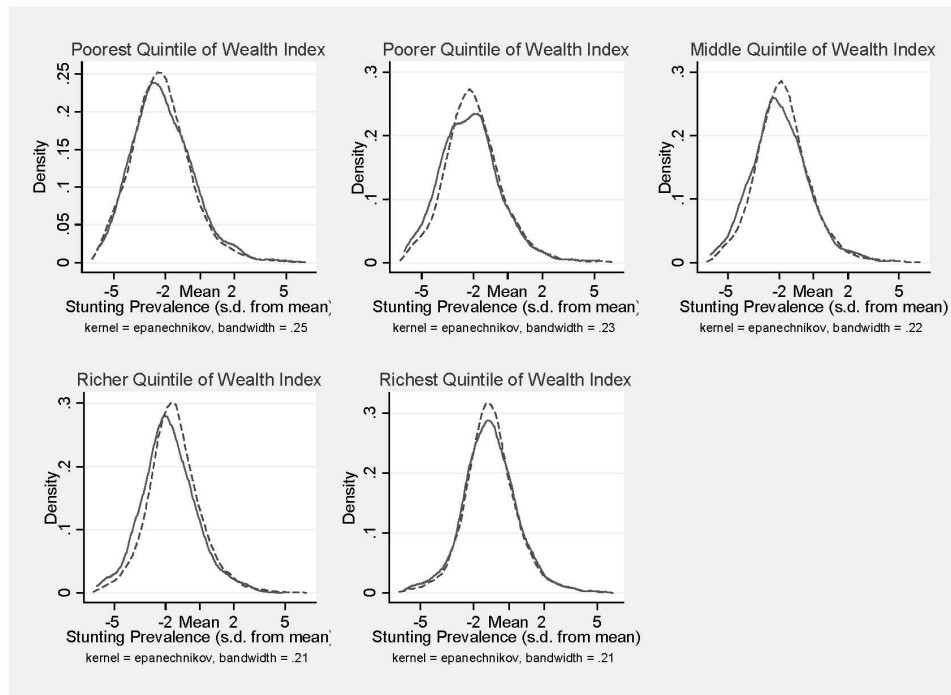 Poorest Quintile of Wealth Index
Density
0 .05 .1 .15 .2 .25
-5 -2 Mean 2 5
Stunting Prevalence (s.d. from mean)
kernel = epanechnikov, bandwidth = .25
Poorer Quintile of Wealth Index
Density
0 .1 .2 .3
-5 -2 Mean 2 5
Stunting Prevalence (s.d. from mean)
kernel = epanechnikov, bandwidth = .23
Middle Quintile of Wealth Index
Density
0 .1 .2 .3
-5 -2 Mean 2 5
Stunting Prevalence (s.d. from mean)
kernel = epanechnikov, bandwidth = .22
Richer Quintile of Wealth Index
Density
0 .1 .2 .3
-5 -2 Mean 2 5
Stunting Prevalence (s.d. from mean)
kernel = epanechnikov, bandwidth = .21
Richest Quintile of Wealth Index
Density
0 .1 .2 .3
-5 -2 Mean 2 5
Stunting Prevalence (s.d. from mean)
kernel = epanechnikov, bandwidth = .21